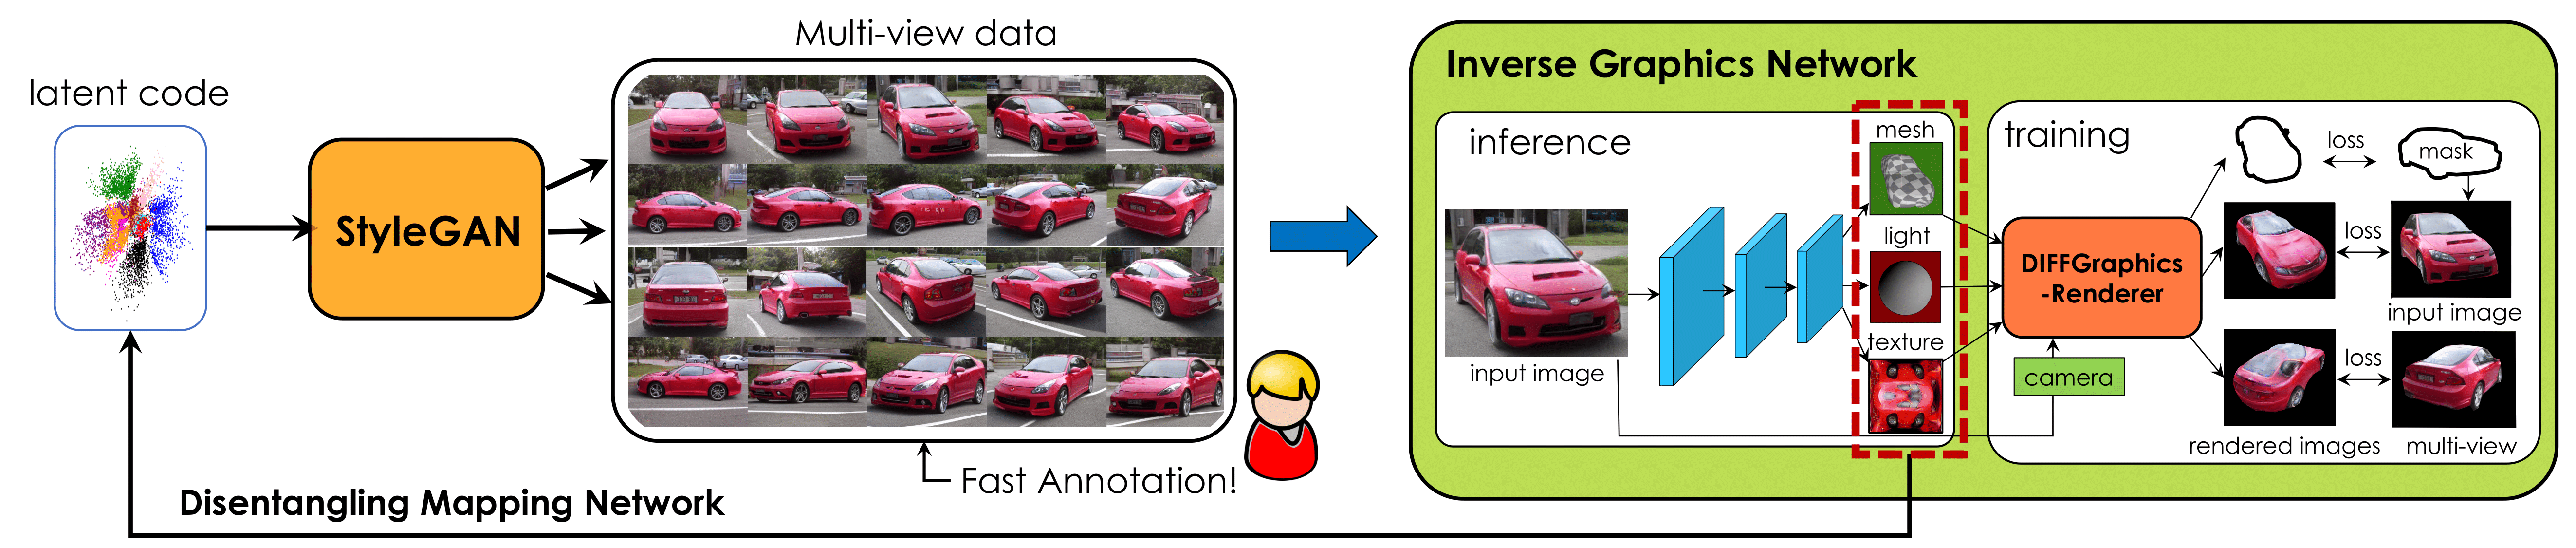 latent code
StyleGAN
Multi-view data
Fast Annotation!
Disentangling Mapping Network
Inverse Graphics Network
inference
input image
mesh
light
texture
training
DIFFGraphics
-Renderer
camera
loss
mask
loss
input image
loss
rendered images
multi-view